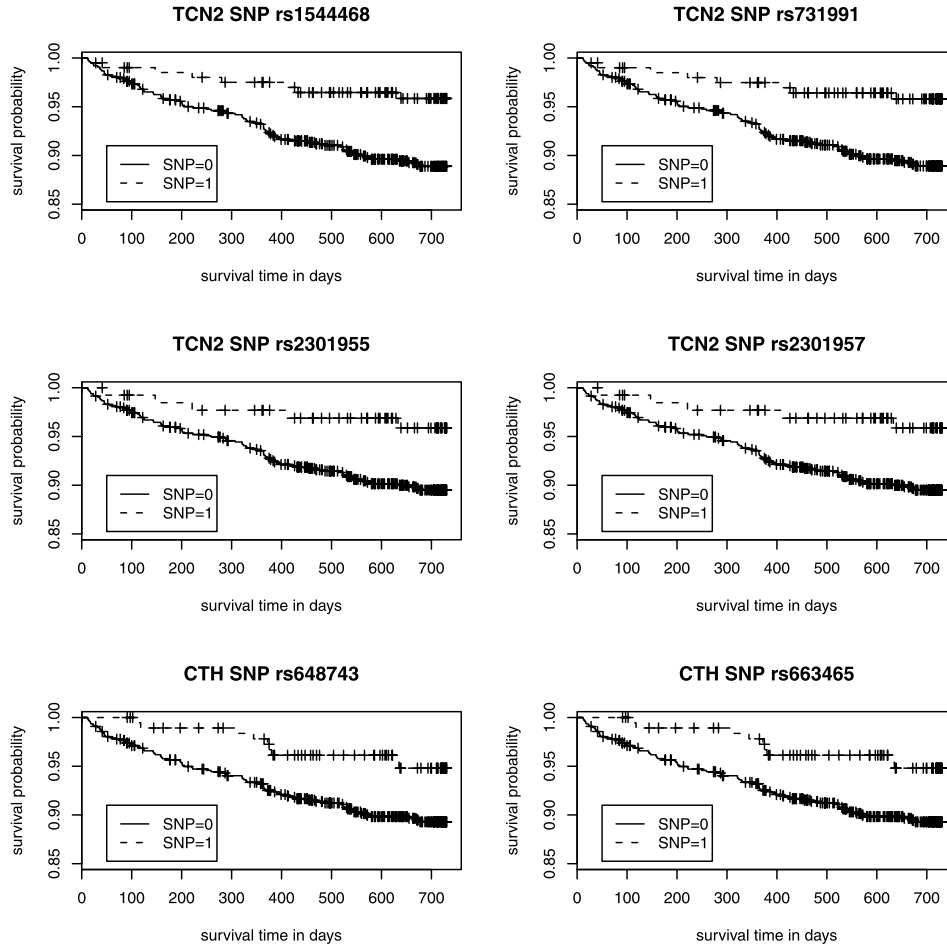 TCN2 SNP rs1544468
survival probability
1.00
0.95
0.90
0.85
SNP=0
SNP=1
0 100 200 300 400 500 600 700
survival time in days
TCN2 SNP rs731991
survival probability
1.00
0.95
0.90
0.85
SNP=0
SNP=1
0 100 200 300 400 500 600 700
survival time in days
TCN2 SNP rs2301955
survival probability
1.00
0.95
0.90
0.85
SNP=0
SNP=1
0 100 200 300 400 500 600 700
survival time in days
TCN2 SNP rs2301957
survival probability
1.00
0.95
0.90
0.85
SNP=0
SNP=1
0 100 200 300 400 500 600 700
survival time in days
CTH SNP rs648743
survival probability
1.00
0.95
0.90
0.85
SNP=0
SNP=1
0 100 200 300 400 500 600 700
survival time in days
CTH SNP rs663465
survival probability
1.00
0.95
0.90
0.85
SNP=0
SNP=1
0 100 200 300 400 500 600 700
survival time in days